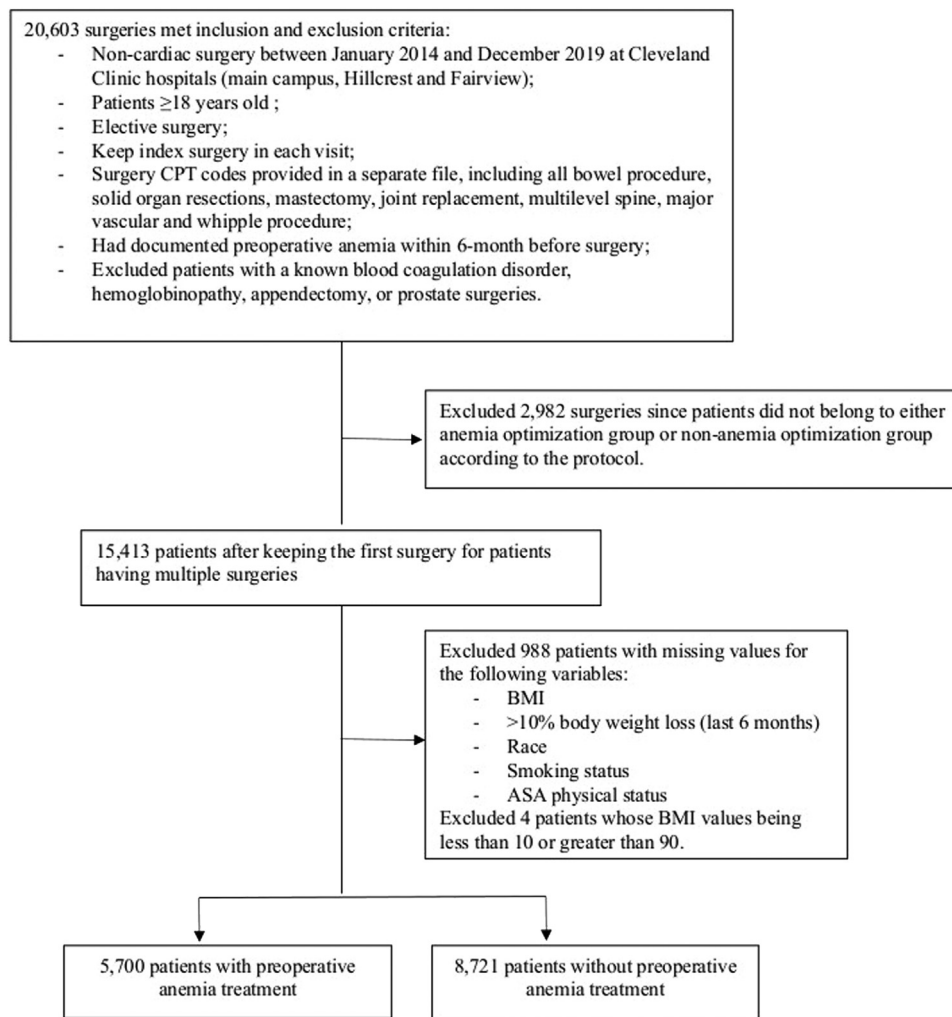 20,603 surgeries met inclusion and exclusion criteria:
- Non-cardiac surgery between January 2014 and December 2019 at Cleveland
Clinic hospitals (main campus, Hillcrest and Fairview);
- Patients ≥18 years old ;
- Elective surgery;
- Keep index surgery in each visit;
- Surgery CPT codes provided in a separate file, including all bowel procedure,
solid organ resections, mastectomy, joint replacement, multilevel spine, major
vascular and whipple procedure;
- Had documented preoperative anemia within 6-month before surgery;
- Excluded patients with a known blood coagulation disorder,
hemoglobinopathy, appendectomy, or prostate surgeries.
Excluded 2,982 surgeries since patients did not belong to either
anemia optimization group or non-anemia optimization group
according to the protocol.
15,413 patients after keeping the first surgery for patients
having multiple surgeries
Excluded 988 patients with missing values for
the following variables:
- BMI
- >10% body weight loss (last 6 months)
- Race
- Smoking status
- ASA physical status
Excluded 4 patients whose BMI values being
less than 10 or greater than 90.
5,700 patients with preoperative
anemia treatment
8,721 patients without preoperative
anemia treatment